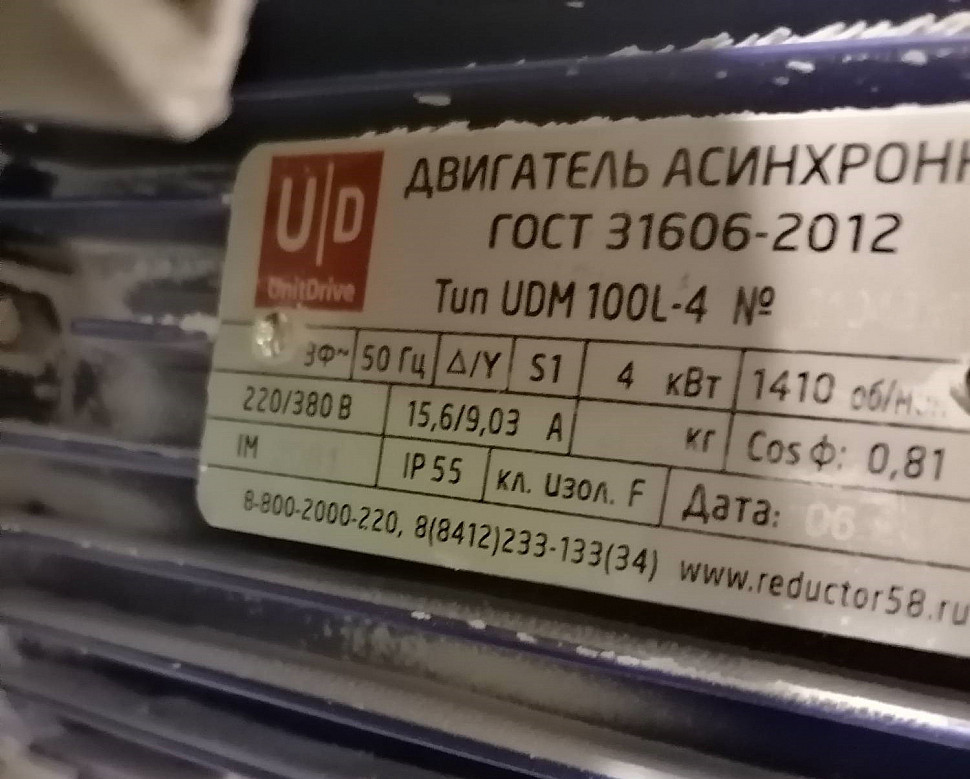 U|D
UnitDrive
ДВИГАТЕЛЬ АСИНХРОНН
ГОСТ 31606-2012
Тип UDM 100L-4 №
3Ф~ 50 Гц Δ/Y S1 4 кВт 1410 об/м
220/380 В 15,6/9,03 А кг Cos Ф: 0,81
IM IP 55 кл. изол. F Дата: 06
8-800-2000-220, 8(8412)233-133(34) www.reductor58.ru